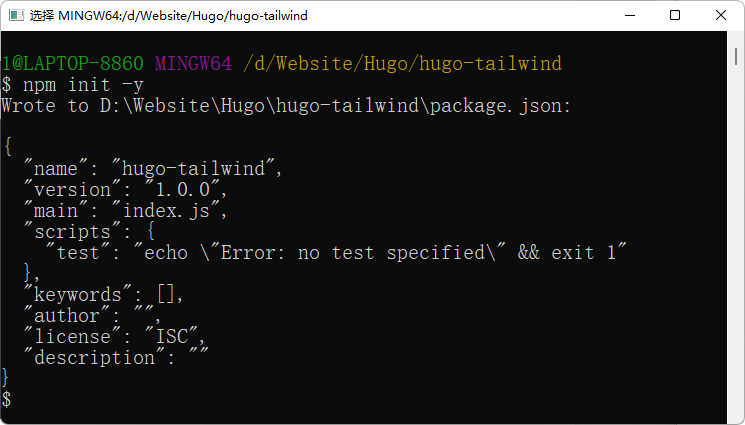 选择 MINGW64:/d/Website/Hugo/hugo-tailwind
1@LAPTOP-8860 MINGW64 /d/Website/Hugo/hugo-tailwind
$ npm init -y
Wrote to D:\Website\Hugo\hugo-tailwind\package.json:
{
  "name": "hugo-tailwind",
  "version": "1.0.0",
  "main": "index.js",
  "scripts": {
    "test": "echo \"Error: no test specified\" && exit 1"
  },
  "keywords": [],
  "author": "",
  "license": "ISC",
  "description": ""
}
$